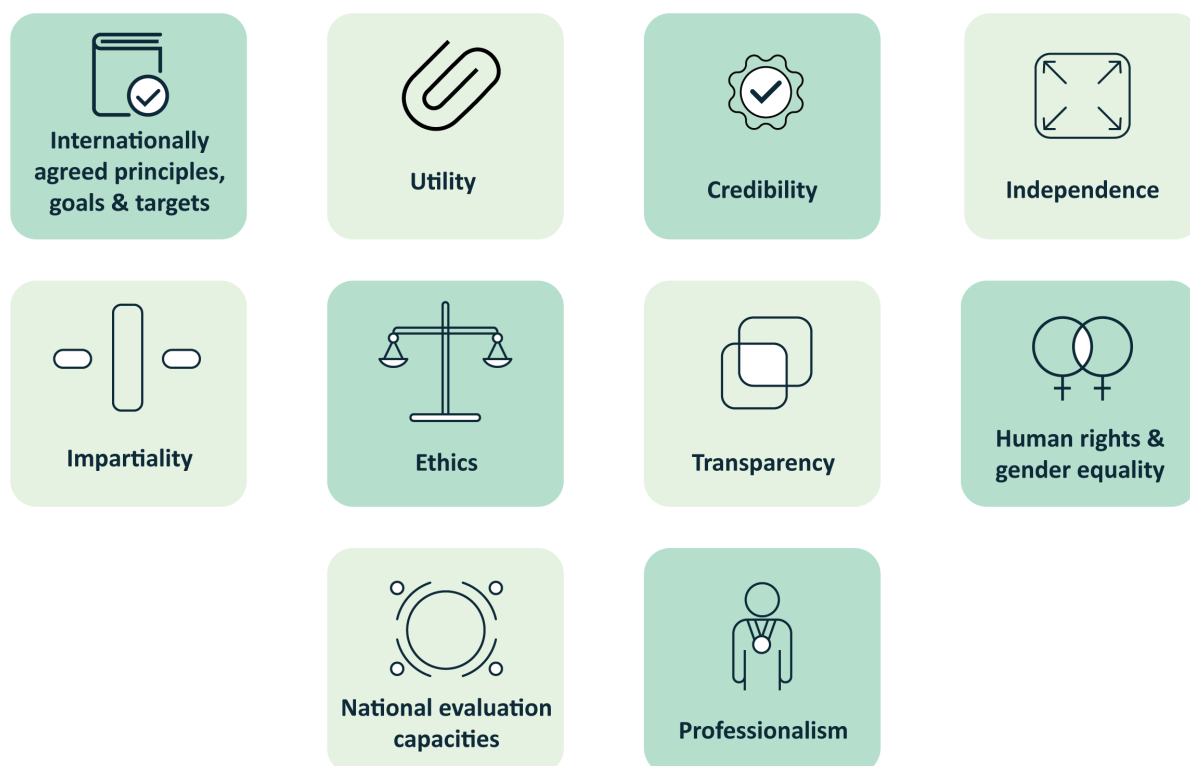 Internationally
agreed principles,
goals & targets
Utility
Credibility
Independence
Impartiality
Ethics
Transparency
Human rights &
gender equality
National evaluation
capacities
Professionalism